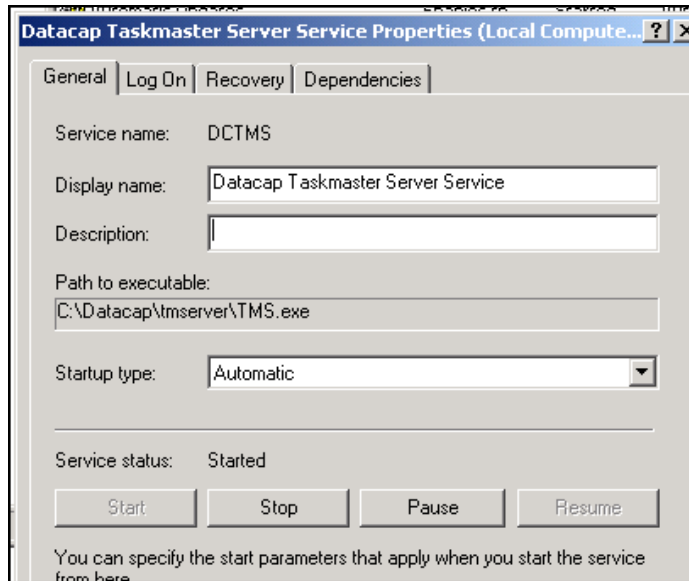 Datacap Taskmaster Server Service Properties (Local Compute...
General Log On Recovery Dependencies
Service name: DCTMS
Display name: Datacap Taskmaster Server Service
Description:
Path to executable:
C:\Datacap\tmserver\TMS.exe
Startup type: Automatic
Service status: Started
Start Stop Pause Resume
You can specify the start parameters that apply when you start the service
from here